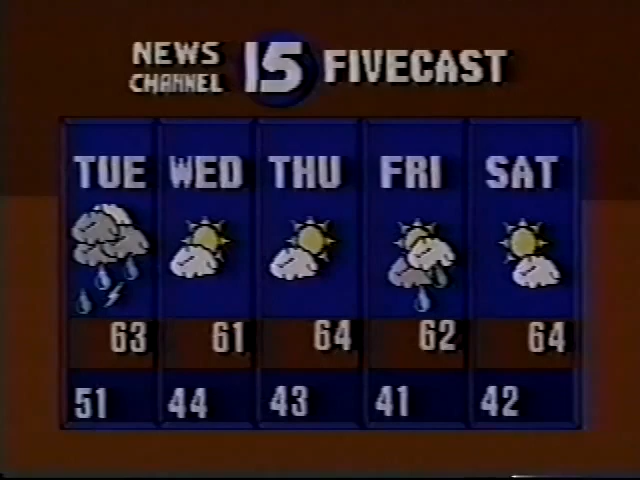 NEWS CHANNEL 15 FIVECAST
TUE WED THU FRI SAT
63 61 64 62 64
51 44 43 41 42